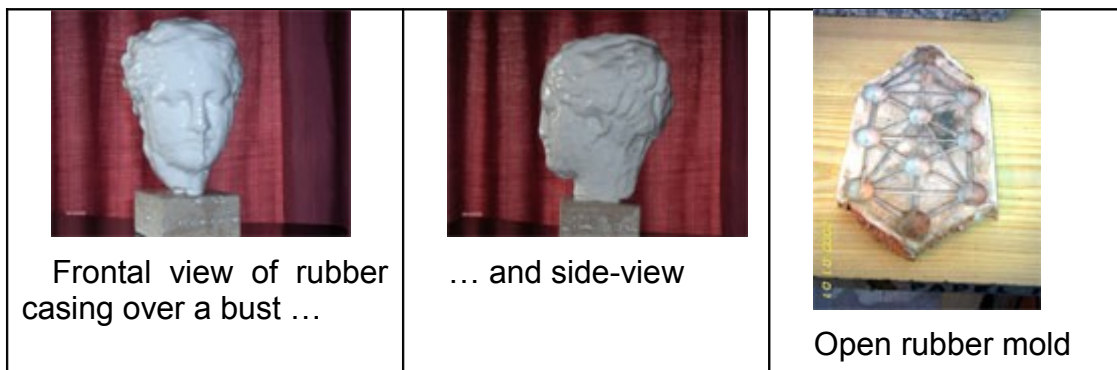 Frontal view of rubber
casing over a bust …
… and side-view
Open rubber mold